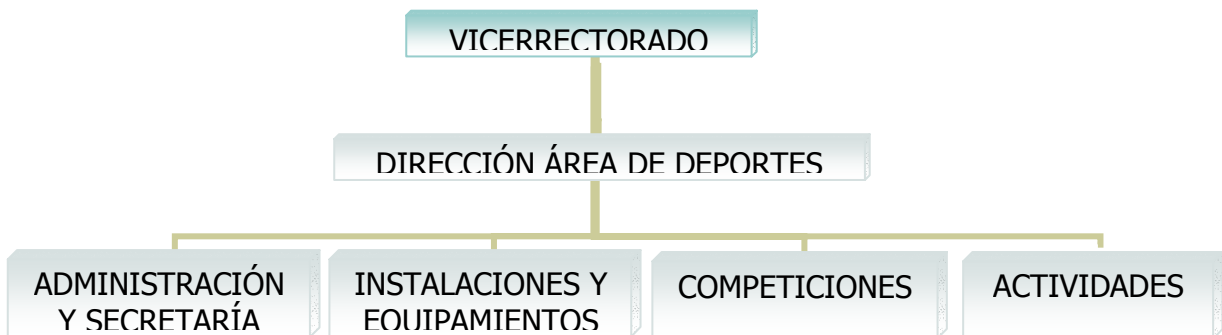 VICERRECTORADO
DIRECCIÓN ÁREA DE DEPORTES
ADMINISTRACIÓN
Y SECRETARÍA
INSTALACIONES Y
EQUIPAMIENTOS
COMPETICIONES
ACTIVIDADES